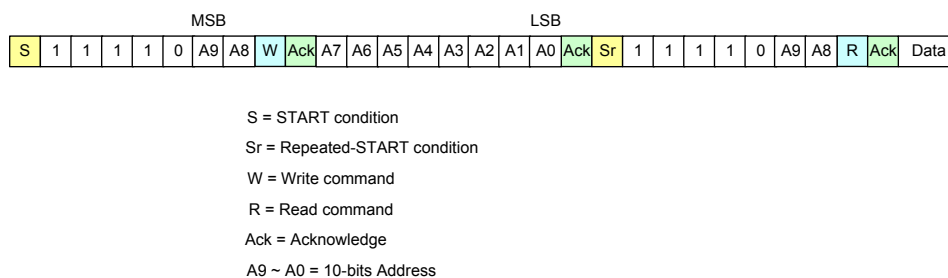 MSB LSB
S 1 1 1 1 0 A9 A8 W Ack A7 A6 A5 A4 A3 A2 A1 A0 Ack Sr 1 1 1 1 0 A9 A8 R Ack Data
S = START condition
Sr = Repeated-START condition
W = Write command
R = Read command
Ack = Acknowledge
A9 ~ A0 = 10-bits Address